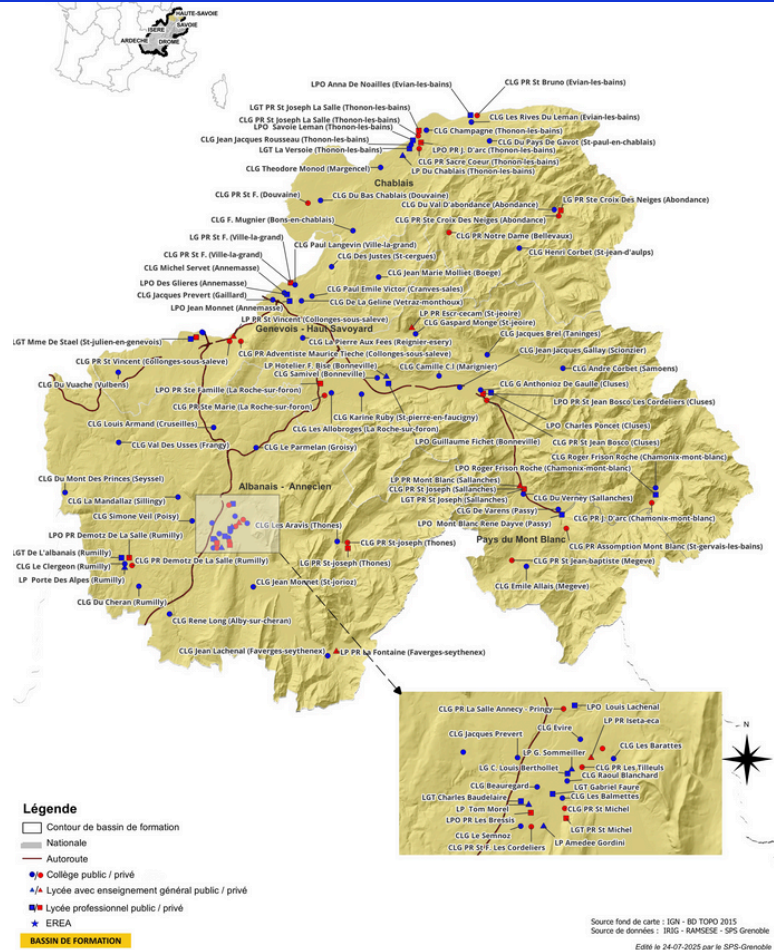 HAUTE-SAVOIE
SAVOIE
ISERE
ARDECHE
DROME
LPO Anna De Noailles (Evian-les-bains)
CLG PR St Bruno (Evian-les-bains)
LGT PR St Joseph La Salle (Thonon-les-bains)
CLG Les Rives Du Leman (Evian-les-bains)
CLG PR St Joseph La Salle (Thonon-les-bains)
LPO Savoie Leman (Thonon-les-bains)
CLG Champagne (Thonon-les-bains)
CLG Jean Jacques Rousseau (Thonon-les-bains)
CLG Du Pays De Gavot (St-paul-en-chablais)
LGT La Versoie (Thonon-les-bains)
LPO PR J. D'arc (Thonon-les-bains)
CLG PR Sacre Coeur (Thonon-les-bains)
CLG Theodore Monod (Margencel)
LP Du Chablais (Thonon-les-bains)
Chablais
CLG PR St F. (Douvaine)
CLG Du Bas Chablais (Douvaine)
CLG Du Val D'abondance (Abondance)
LG PR Ste Croix Des Neiges (Abondance)
CLG F. Mugnier (Bons-en-chablais)
CLG PR Ste Croix Des Neiges (Abondance)
CLG PR Notre Dame (Bellevaux)
LG PR St F. (Ville-la-grand)
CLG Paul Langevin (Ville-la-grand)
CLG PR St F. (Ville-la-grand)
CLG Des Justes (St-cergues)
CLG Henri Corbet (St-jean-d'aulps)
CLG Michel Servet (Annemasse)
CLG Jean Marie Molliet (Boege)
LPO Des Glieres (Annemasse)
CLG Paul Emile Victor (Cranves-sales)
CLG Jacques Prevert (Gaillard)
CLG De La Geline (Vetraz-monthoux)
LPO Jean Monnet (Annemasse)
LP PR Escr-cecam (St-jeoire)
LP PR St Vincent (Collonges-sous-saleve)
CLG Gaspard Monge (St-jeoire)
Genevois - Haut Savoyard
CLG Jacques Brel (Taninges)
LGT Mme De Stael (St-julien-en-genevois)
CLG La Pierre Aux Fees (Reignier-esery)
CLG Jean Jacques Gallay (Scionzier)
CLG PR Adventiste Maurice Tieche (Collonges-sous-saleve)
CLG PR St Vincent (Collonges-sous-saleve)
LP Hotelier F. Bise (Bonneville)
CLG Camille C.l (Marignier)
CLG Andre Corbet (Samoens)
CLG Samivel (Bonneville)
CLG Du Vuache (Vulbens)
LPO PR Ste Famille (La Roche-sur-foron)
CLG G Anthonioz De Gaulle (Cluses)
LPO PR St Jean Bosco Les Cordeliers (Cluses)
CLG PR Ste Marie (La Roche-sur-foron)
CLG Karine Ruby (St-pierre-en-faucigny)
CLG Louis Armand (Cruseilles)
LPO Charles Poncet (Cluses)
CLG Les Allobroges (La Roche-sur-foron)
CLG Val Des Usses (Frangy)
LPO Guillaume Fichet (Bonneville)
CLG PR St Jean Bosco (Cluses)
CLG Le Parmelan (Groisy)
CLG Roger Frison Roche (Chamonix-mont-blanc)
LPO Roger Frison Roche (Chamonix-mont-blanc)
CLG Du Mont Des Princes (Seyssel)
LP PR Mont Blanc (Sallanches)
Albanais - Annecien
CLG PR St Joseph (Sallanches)
CLG La Mandallaz (Sillingy)
LGT PR St Joseph (Sallanches)
CLG Du Verney (Sallanches)
CLG De Varens (Passy)
CLG Simone Veil (Poisy)
CLG PR J. D'arc (Chamonix-mont-blanc)
CLG Les Aravis (Thones)
LPO Mont Blanc Rene Dayve (Passy)
LPO PR Demotz De La Salle (Rumilly)
Pays du Mont Blanc
CLG PR St-joseph (Thones)
CLG PR Assomption Mont Blanc (St-gervais-les-bains)
LGT De L'albanais (Rumilly)
CLG PR Demotz De La Salle (Rumilly)
LG PR St-joseph (Thones)
CLG PR St Jean-baptiste (Megeve)
CLG Le Clergeon (Rumilly)
LP Porte Des Alpes (Rumilly)
CLG Jean Monnet (St-jorioz)
CLG Emile Allais (Megeve)
CLG Du Cheran (Rumilly)
CLG Rene Long (Alby-sur-cheran)
CLG Jean Lachenal (Faverges-seythenex)
LP PR La Fontaine (Faverges-seythenex)
CLG PR La Salle Annecy - Pringy
LPO Louis Lachenal
LP PR Iseta-eca
CLG Evire
CLG Jacques Prevert
CLG Les Barattes
LP G. Sommeiller
LG C. Louis Berthollet
CLG PR Les Tilleuls
CLG Raoul Blanchard
CLG Beauregard
LGT Gabriel Faure
LGT Charles Baudelaire
CLG Les Balmettes
LP Tom Morel
CLG PR St Michel
LPO PR Les Bressis
LGT PR St Michel
CLG Le Semnoz
LP Amedee Gordini
CLG PR St F. Les Cordeliers
N
Légende
Contour de bassin de formation
Nationale
Autoroute
Collège public / privé
Lycée avec enseignement général public / privé
Lycée professionnel public / privé
EREA
BASSIN DE FORMATION
Source fond de carte : IGN - BD TOPO 2015
Source de données : IRIG - RAMSESE - SPS Grenoble
Edité le 24-07-2025 par le SPS-Grenoble